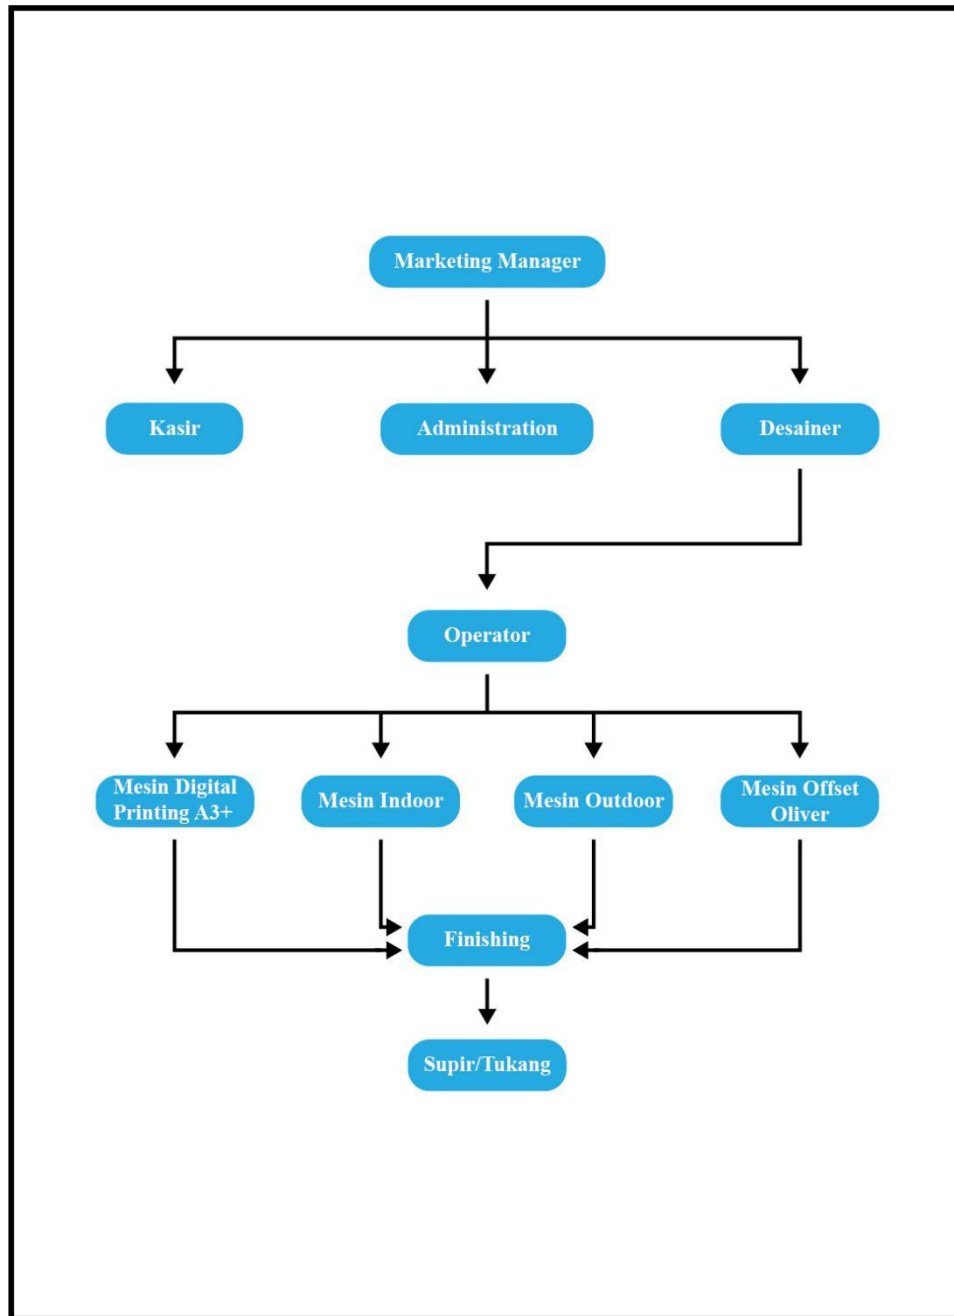 Marketing Manager
Kasir
Administration
Desainer
Operator
Mesin Digital
Printing A3+
Mesin Indoor
Mesin Outdoor
Mesin Offset
Oliver
Finishing
Supir/Tukang